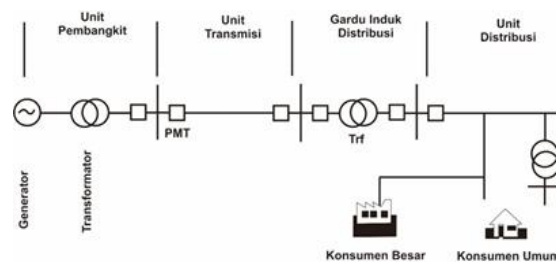 Unit
Pembangkit
Unit
Transmisi
Gardu Induk
Distribusi
Unit
Distribusi
PMT
Trf
Generator
Transformator
Konsumen Besar
Konsumen Umum